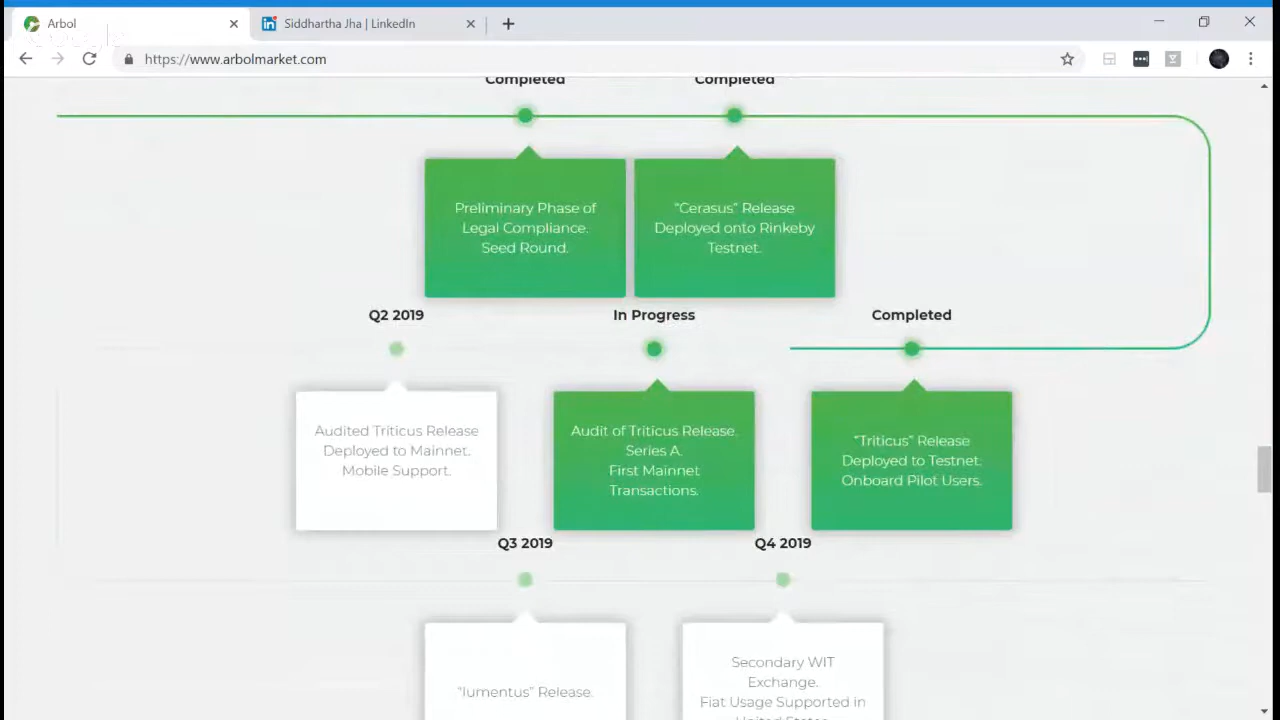 Arbol
Siddhartha Jha | LinkedIn
https://www.arbolmarket.com
Completed
Completed
Preliminary Phase of
Legal Compliance.
Seed Round.
“Cerasus” Release
Deployed onto Rinkeby
Testnet.
Q2 2019
In Progress
Completed
Audited Triticus Release
Deployed to Mainnet.
Mobile Support.
Audit of Triticus Release.
Series A.
First Mainnet
Transactions.
“Triticus” Release
Deployed to Testnet.
Onboard Pilot Users.
Q3 2019
Q4 2019
“Iumentus” Release.
Secondary WIT
Exchange.
Fiat Usage Supported in
United States.